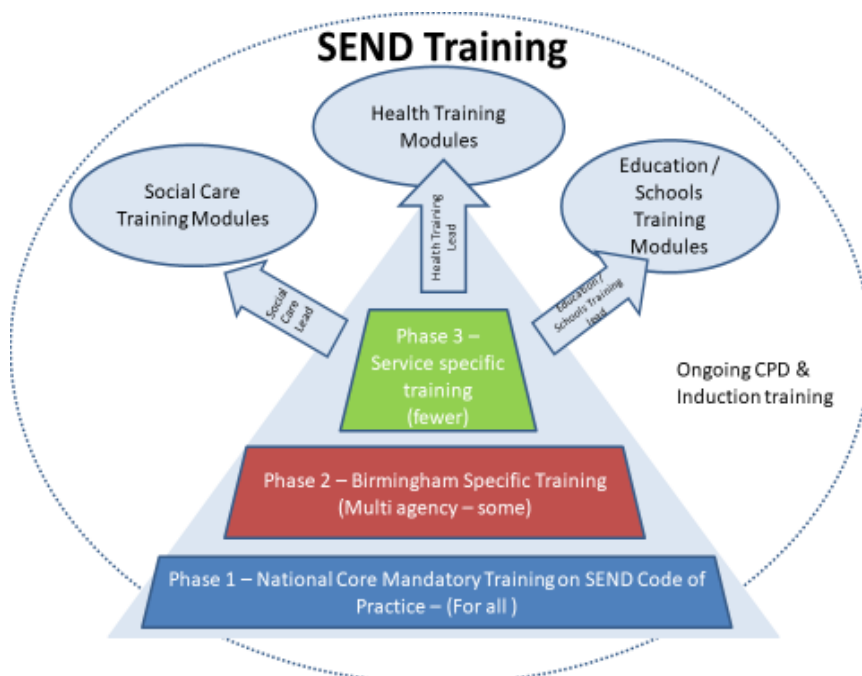 SEND Training
Health Training
Modules
Social Care
Training Modules
Education /
Schools
Training
Modules
Social
Care
Lead
Health Training
Lead
Education /
Schools Training
lead
Phase 3 –
Service specific
training
(fewer)
Ongoing CPD &
Induction training
Phase 2 – Birmingham Specific Training
(Multi agency – some)
Phase 1 – National Core Mandatory Training on SEND Code of
Practice – (For all )